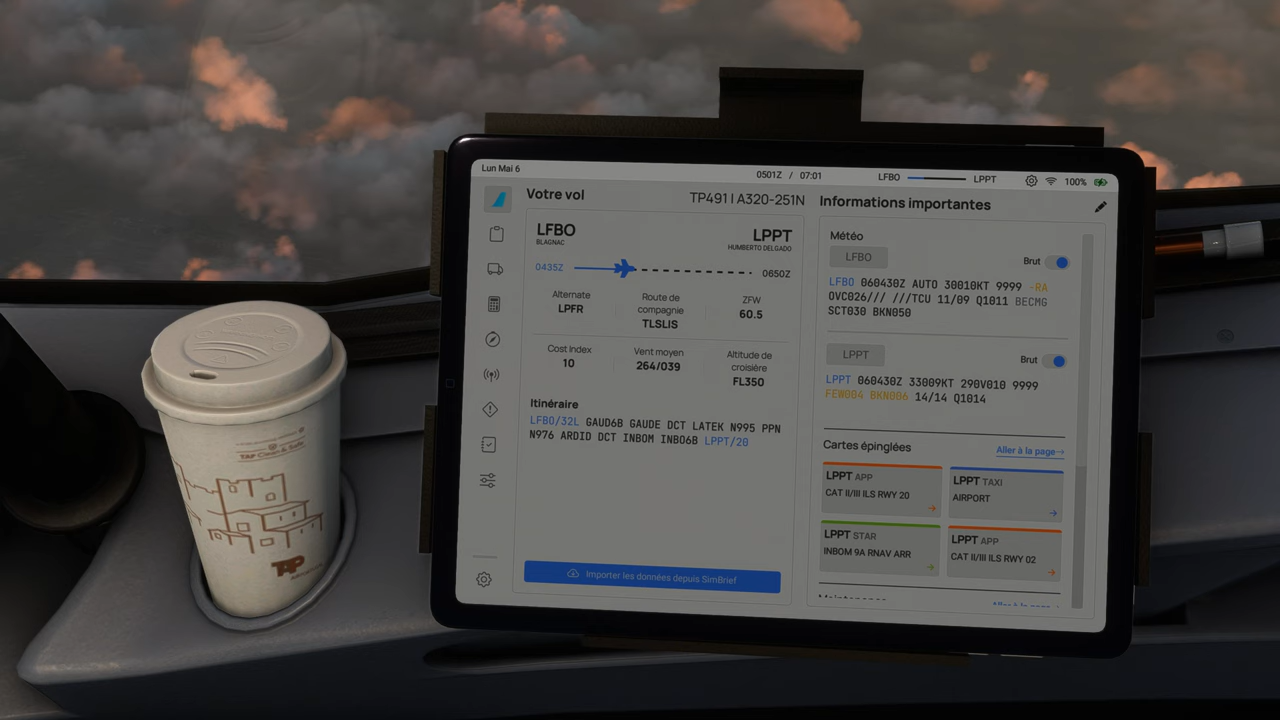 Lun Mai 6
0501Z / 07:01
LFBO
LPPT
100%
Votre vol
TP491 | A320-251N
LFBO
BLAGNAC
LPPT
HUMBERTO DELGADO
0435Z
0650Z
Alternate
LPFR
Route de
compagnie
TLSLIS
ZFW
60.5
Cost Index
10
Vent moyen
264/039
Altitude de
croisière
FL350
Itinéraire
LFBO/32L GAUD6B GAUDE DCT LATEK N995 PPN
N976 ARDID DCT INBOM INBO6B LPPT/20
Importer les données depuis SimBrief
Informations importantes
Météo
LFBO
Brut
LFBO 060430Z AUTO 30010KT 9999 -RA
OVC026/// ///TCU 11/09 Q1011 BECMG
SCT030 BKN050
LPPT
Brut
LPPT 060430Z 33009KT 290V010 9999
FEW004 BKN006 14/14 Q1014
Cartes épinglées
Aller à la page→
LPPT APP
CAT II/III ILS RWY 20
LPPT TAXI
AIRPORT
LPPT STAR
INBOM 9A RNAV ARR
LPPT APP
CAT II/III ILS RWY 02
Aller à la page
TAP Clean & Safe
TAP